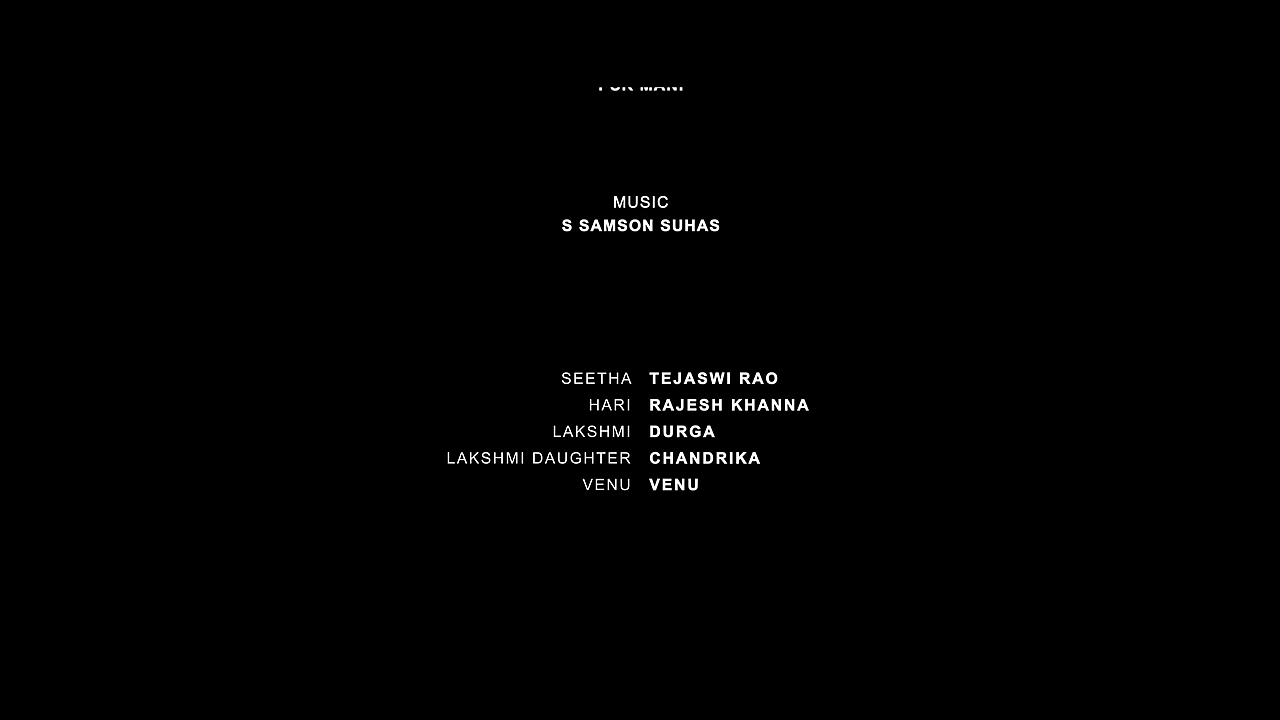 MUSIC
S SAMSON SUHAS
SEETHA TEJASWI RAO
HARI RAJESH KHANNA
LAKSHMI DURGA
LAKSHMI DAUGHTER CHANDRIKA
VENU VENU